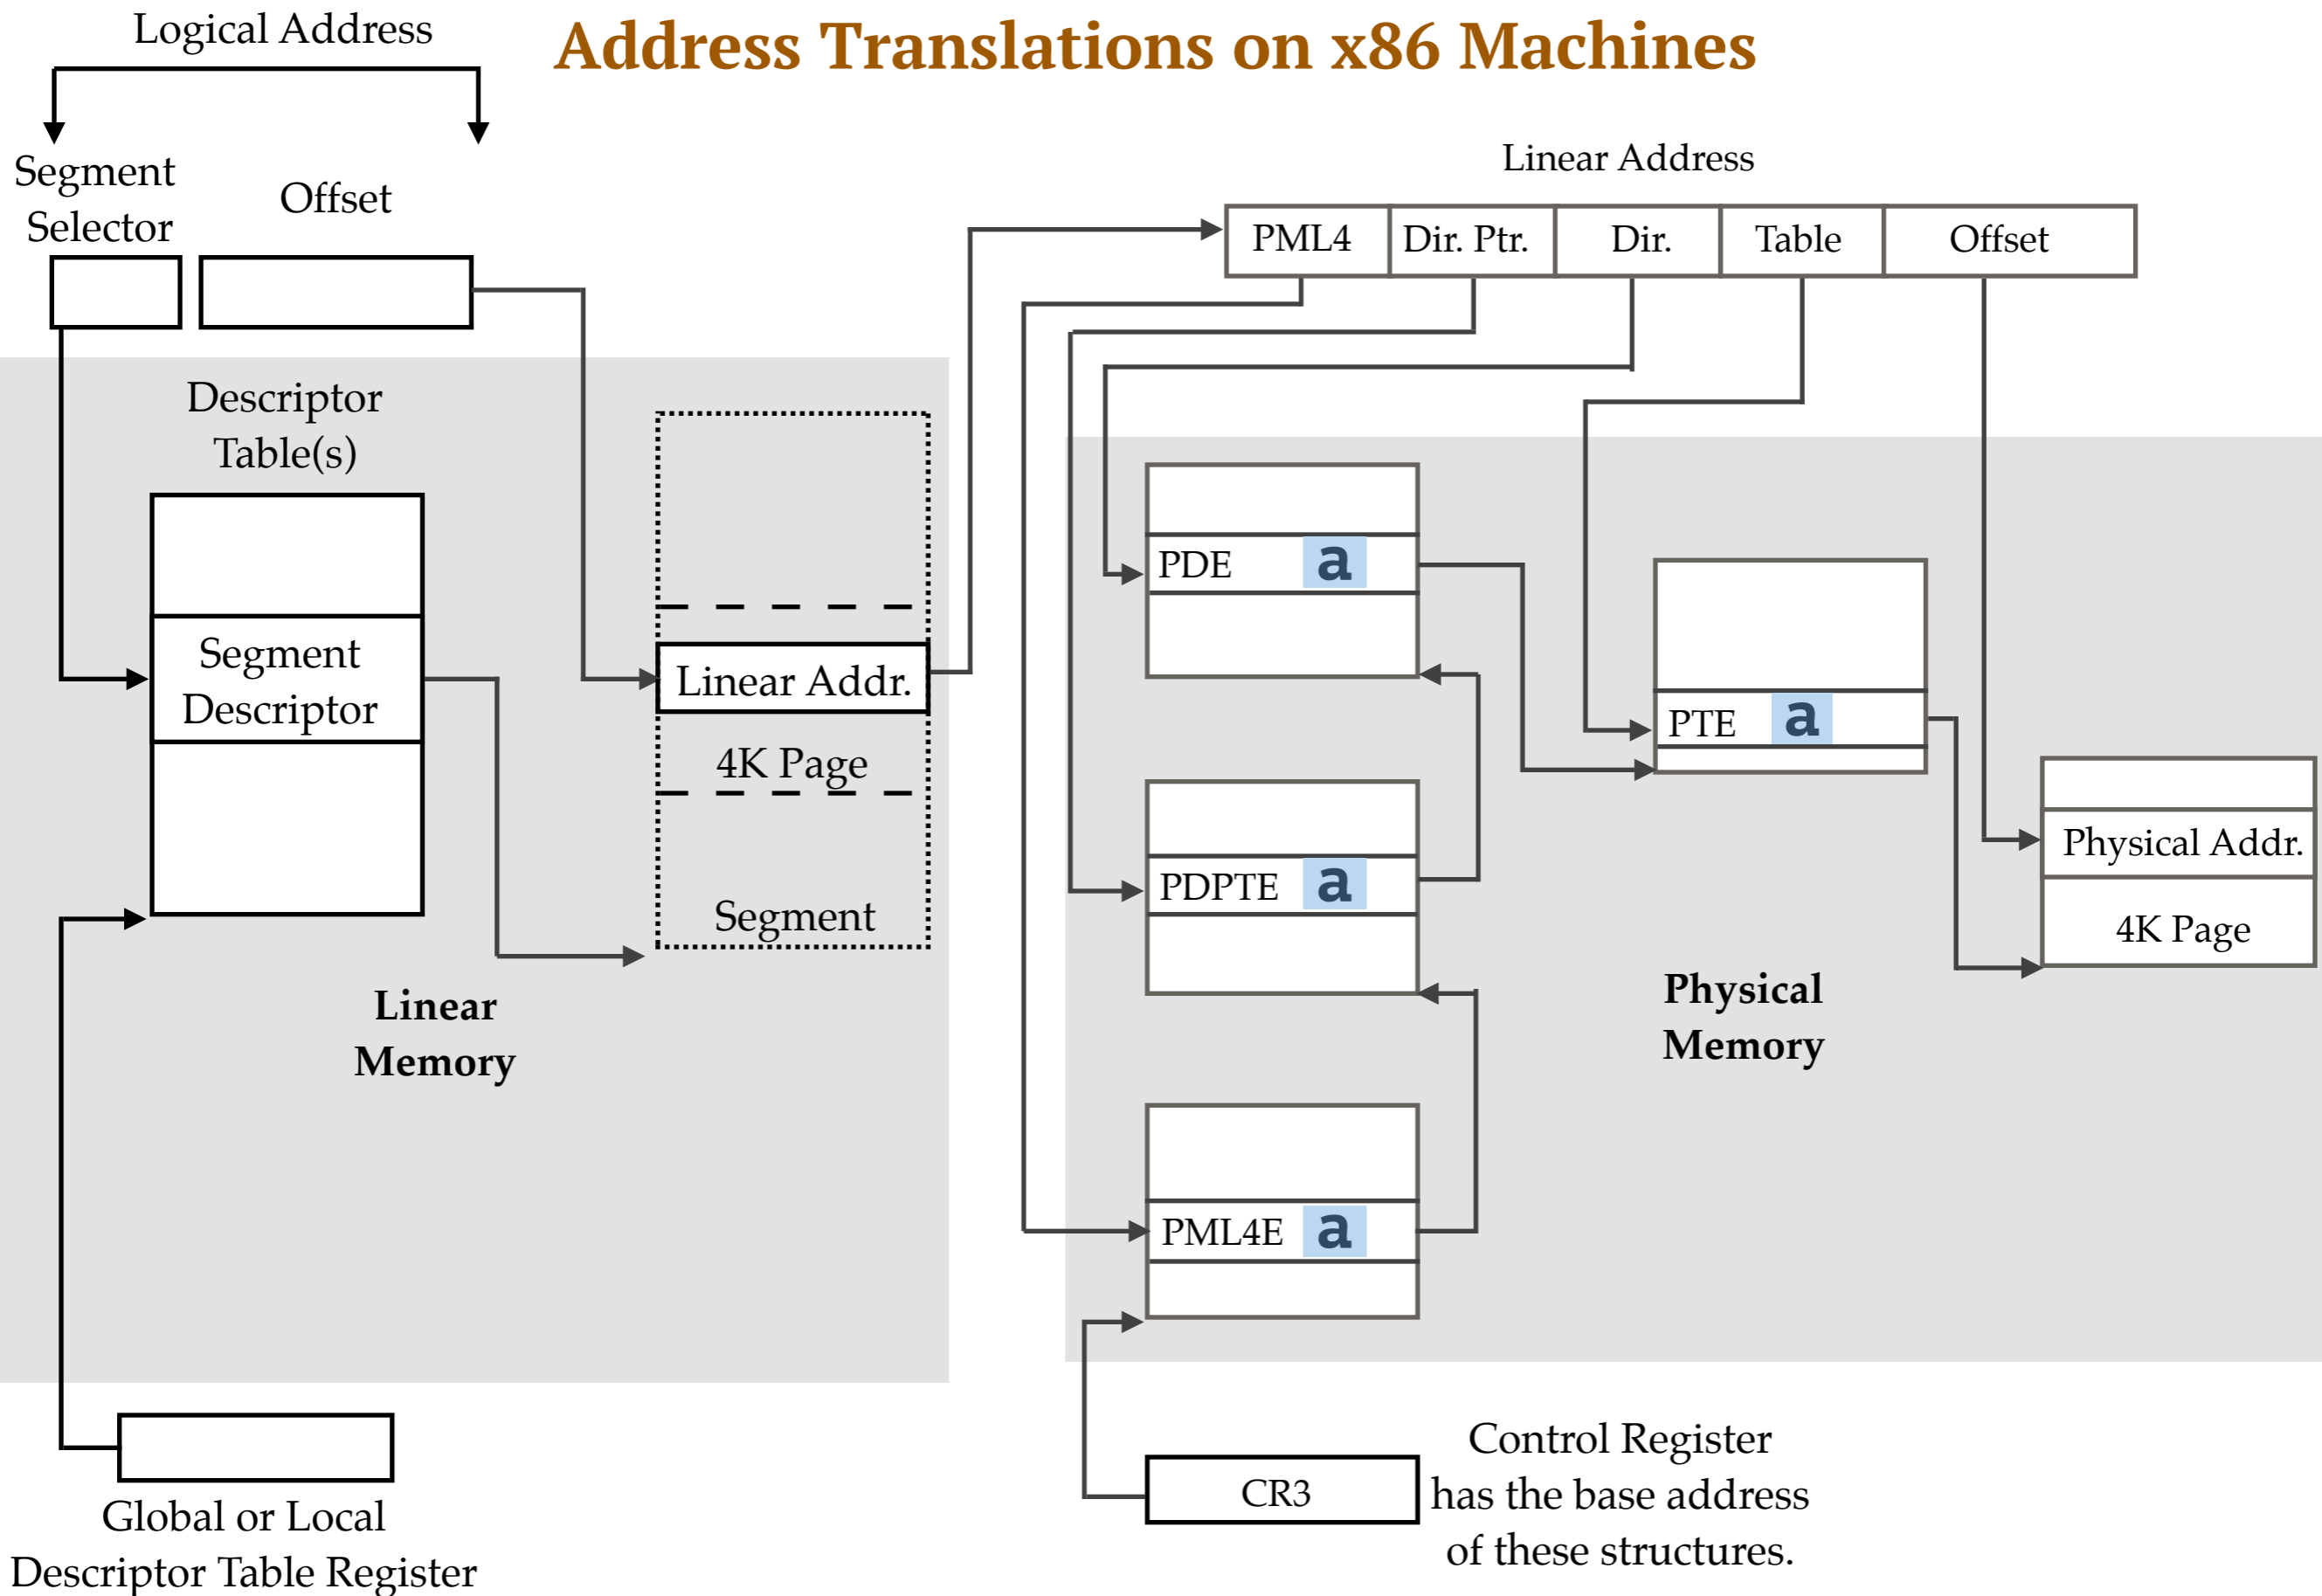 Address Translations on x86 Machines
Logical Address
Segment
Selector
Offset
Descriptor
Table(s)
Segment
Descriptor
Linear Addr.
4K Page
Segment
Linear
Memory
Global or Local
Descriptor Table Register
Linear Address
PML4 Dir. Ptr. Dir. Table Offset
PDE a
PTE a
PDPTE a
Physical Addr.
4K Page
Physical
Memory
PML4E a
CR3
Control Register
has the base address
of these structures.